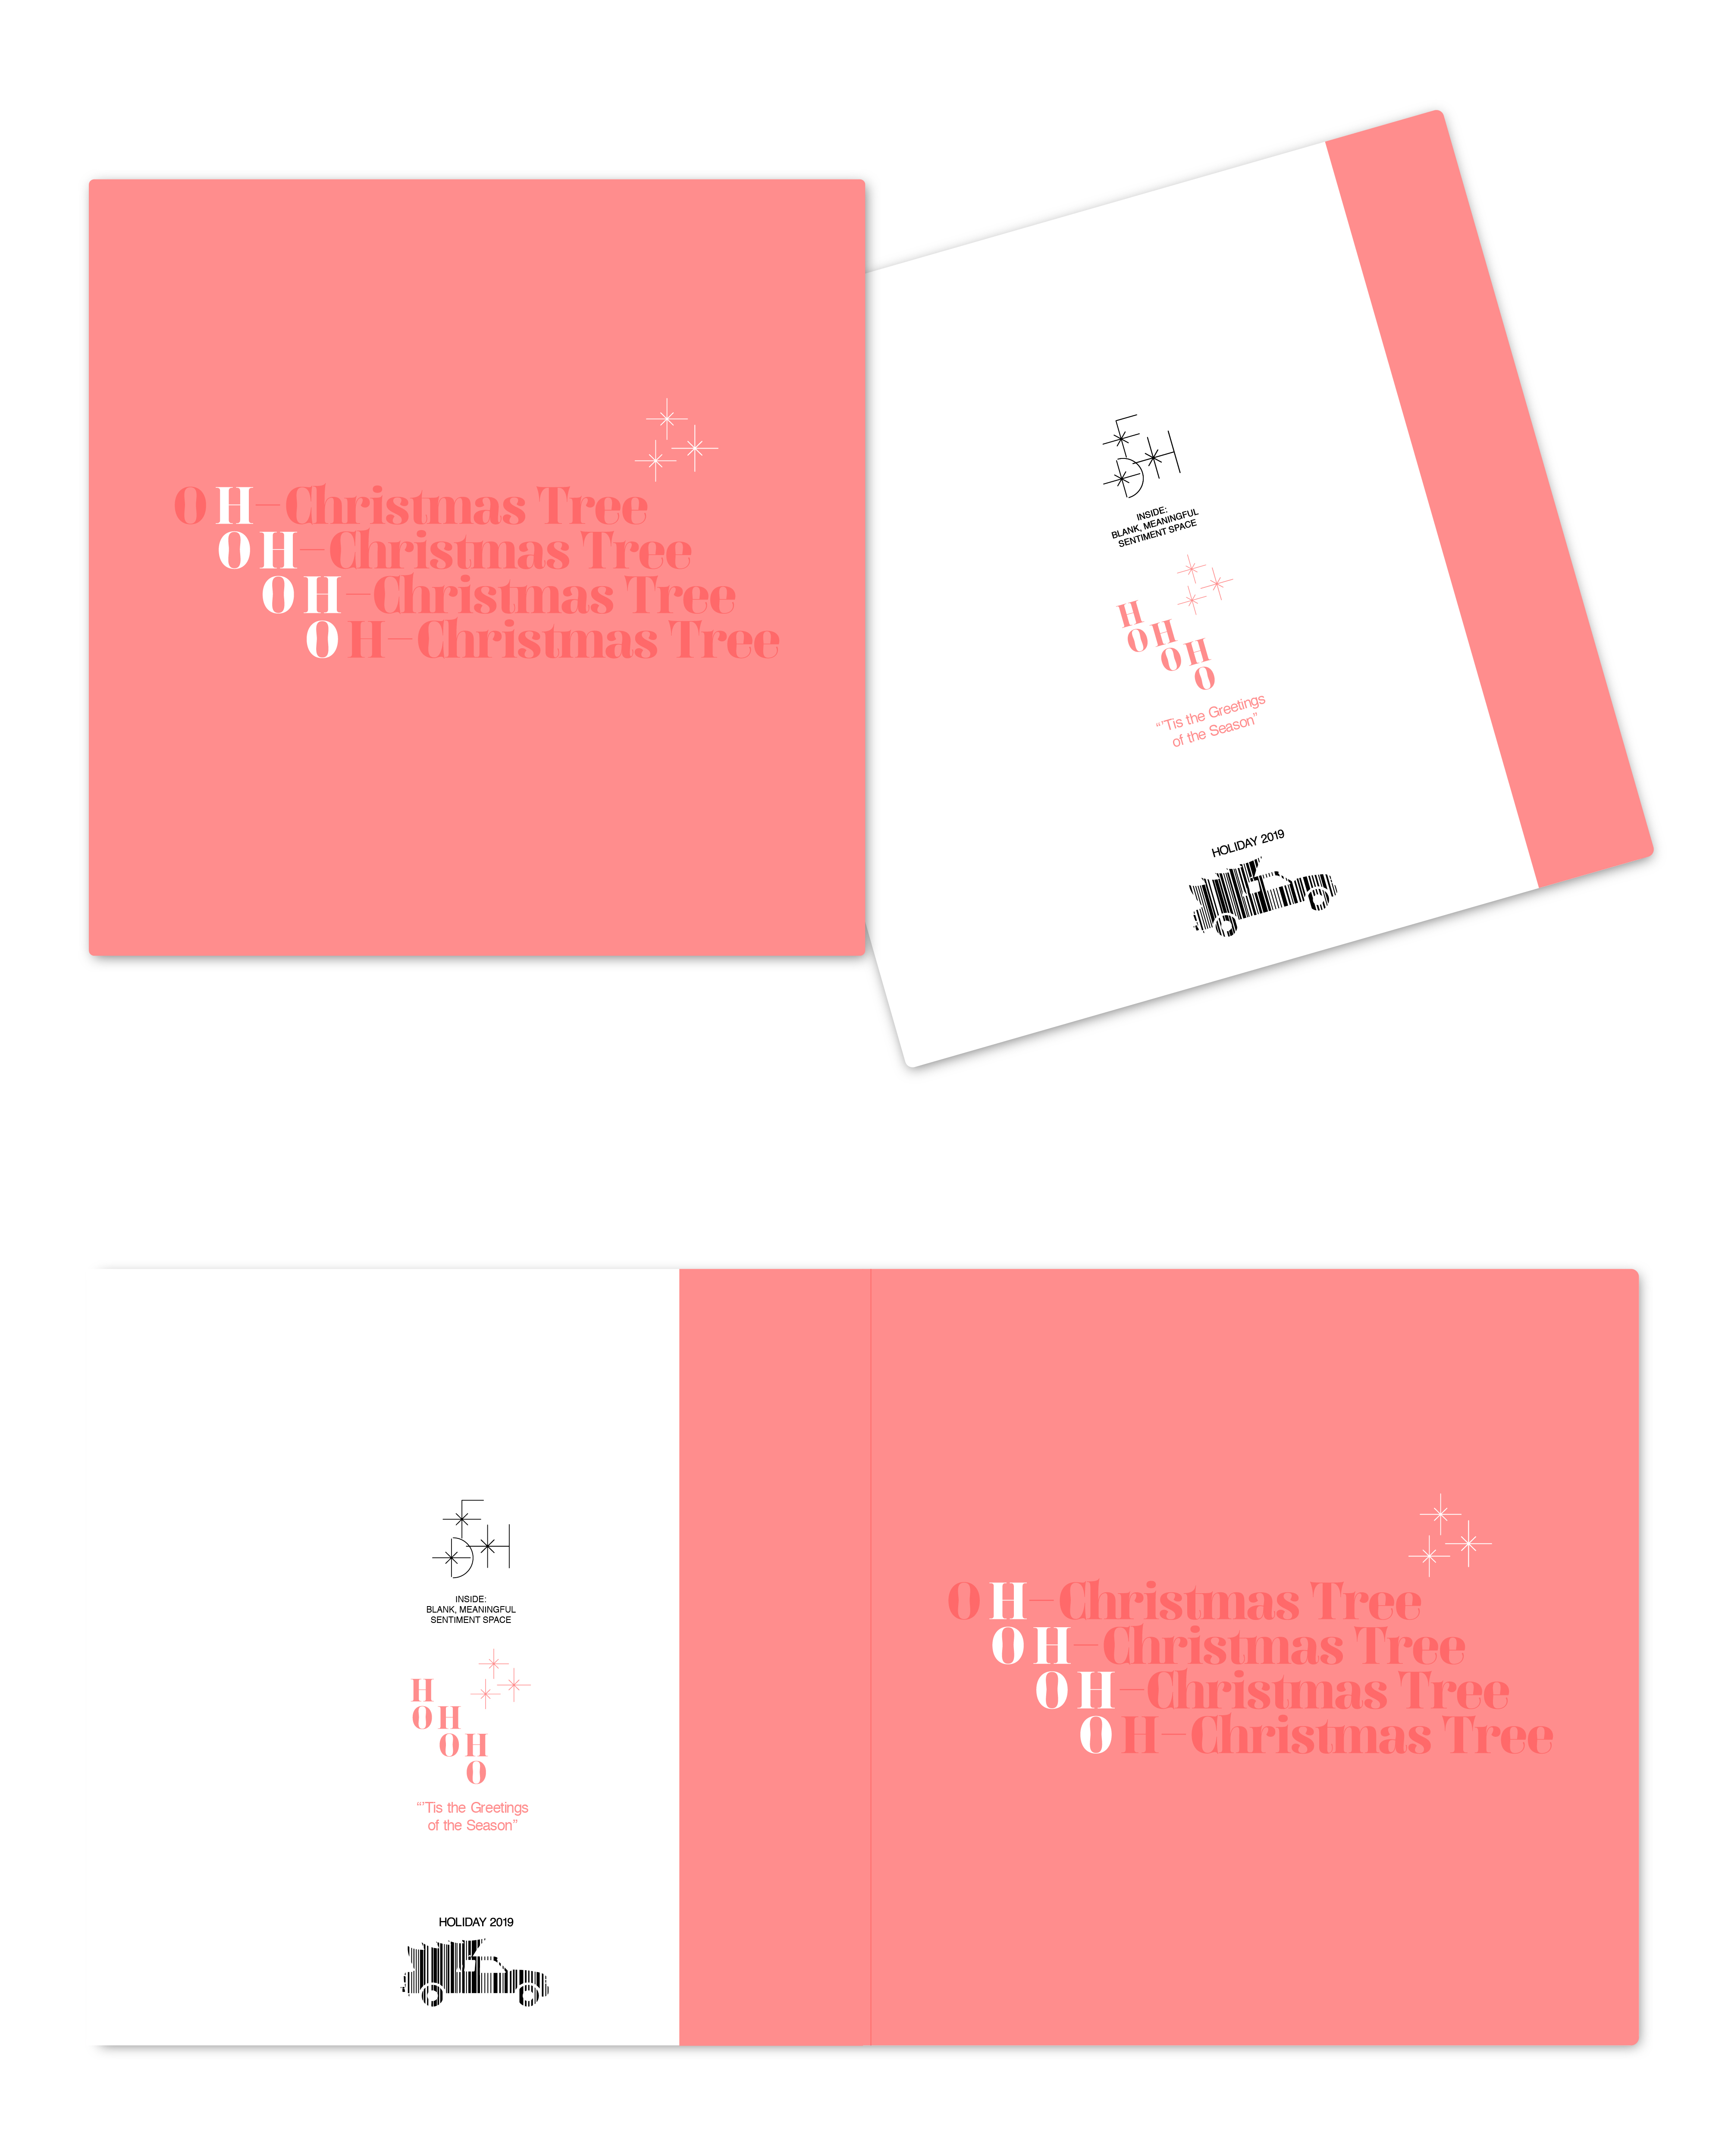 O H—Christmas Tree
O H—Christmas Tree
O H—Christmas Tree
O H—Christmas Tree
F
D H
INSIDE:
BLANK, MEANINGFUL
SENTIMENT SPACE
H
O H
O H
O
“’Tis the Greetings
of the Season”
HOLIDAY 2019
F
D H
INSIDE:
BLANK, MEANINGFUL
SENTIMENT SPACE
H
O H
O H
O
“’Tis the Greetings
of the Season”
HOLIDAY 2019
O H—Christmas Tree
O H—Christmas Tree
O H—Christmas Tree
O H—Christmas Tree